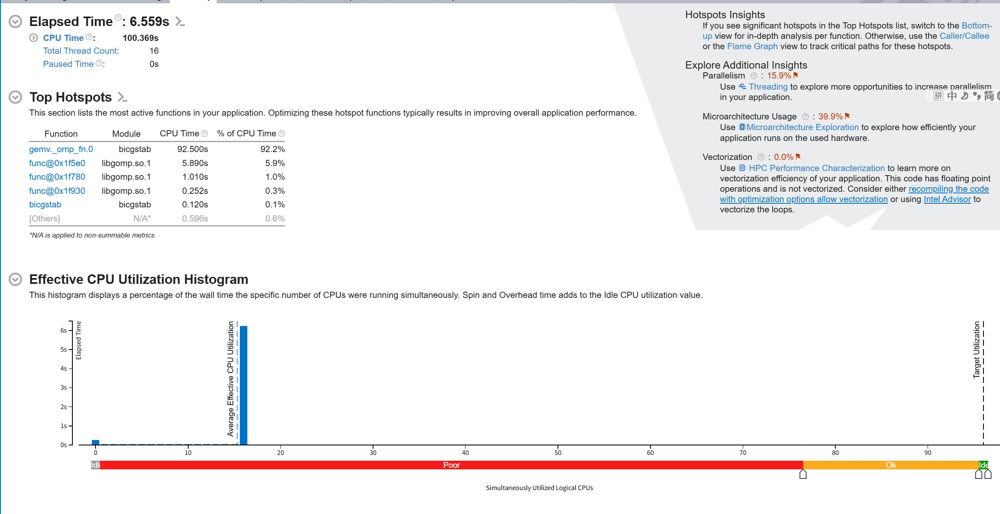 Elapsed Time: 6.559s
CPU Time: 100.369s
Total Thread Count: 16
Paused Time: 0s
Top Hotspots
This section lists the most active functions in your application. Optimizing these hotspot functions typically results in improving overall application performance.
Function Module CPU Time % of CPU Time
gemv._omp_fn.0 bicgstab 92.500s 92.2%
func@0x1f5e0 libgomp.so.1 5.890s 5.9%
func@0x1f780 libgomp.so.1 1.010s 1.0%
func@0x1f930 libgomp.so.1 0.252s 0.3%
bicgstab bicgstab 0.120s 0.1%
[Others] N/A* 0.596s 0.6%
*N/A is applied to non-summable metrics.
Hotspots Insights
If you see significant hotspots in the Top Hotspots list, switch to the Bottom-
up view for in-depth analysis per function. Otherwise, use the Caller/Callee
or the Flame Graph view to track critical paths for these hotspots.
Explore Additional Insights
Parallelism : 15.9%
Use Threading to explore more opportunities to increase parallelism
in your application.
拼 中 简
Microarchitecture Usage : 39.9%
Use Microarchitecture Exploration to explore how efficiently your
application runs on the used hardware.
Vectorization : 0.0%
Use HPC Performance Characterization to learn more on
vectorization efficiency of your application. This code has floating point
operations and is not vectorized. Consider either recompiling the code
with optimization options allow vectorization or using Intel Advisor to
vectorize the loops.
Effective CPU Utilization Histogram
This histogram displays a percentage of the wall time the specific number of CPUs were running simultaneously. Spin and Overhead time adds to the Idle CPU utilization value.
Elapsed Time
6s
5s
4s
3s
2s
1s
0s
Average Effective CPU Utilization
Target Utilization
0 10 20 30 40 50 60 70 80 90
Idl Poor Ok Ide
Simultaneously Utilized Logical CPUs